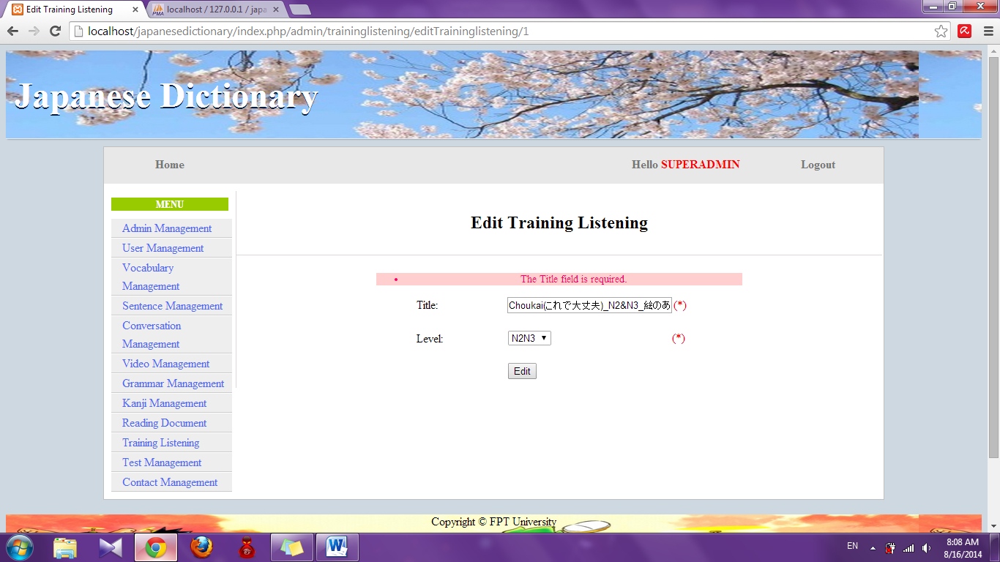 Edit Training Listening
localhost / 127.0.0.1 / japa
localhost/japanesedictionary/index.php/admin/traininglistening/editTraininglistening/1
Japanese Dictionary
Home
Hello SUPERADMIN
Logout
MENU
Admin Management
User Management
Vocabulary
Management
Sentence Management
Conversation
Management
Video Management
Grammar Management
Kanji Management
Reading Document
Training Listening
Test Management
Contact Management
Edit Training Listening
• The Title field is required.
Title: Choukai(これで大丈夫)_N2&N3_絵のあ (*)
Level: N2N3 ▼ (*)
Edit
Copyright © FPT University
EN
8:08 AM
8/16/2014